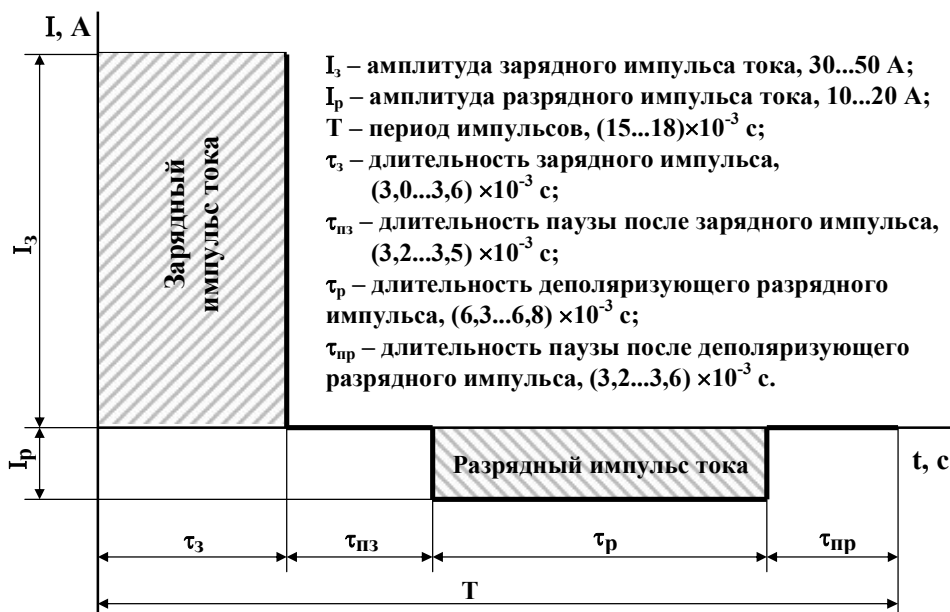 I, А
Iз – амплитуда зарядного импульса тока, 30...50 А;
Iр – амплитуда разрядного импульса тока, 10...20 А;
Т – период импульсов, (15...18)×10⁻³ с;
τз – длительность зарядного импульса,
(3,0...3,6) ×10⁻³ с;
τпз – длительность паузы после зарядного импульса,
(3,2...3,5) ×10⁻³ с;
τр – длительность деполяризующего разрядного
импульса, (6,3...6,8) ×10⁻³ с;
τпр – длительность паузы после деполяризующего
разрядного импульса, (3,2...3,6) ×10⁻³ с.
Iз
Зарядный
импульс тока
Iр
Разрядный импульс тока
t, с
τз
τпз
τр
τпр
Т